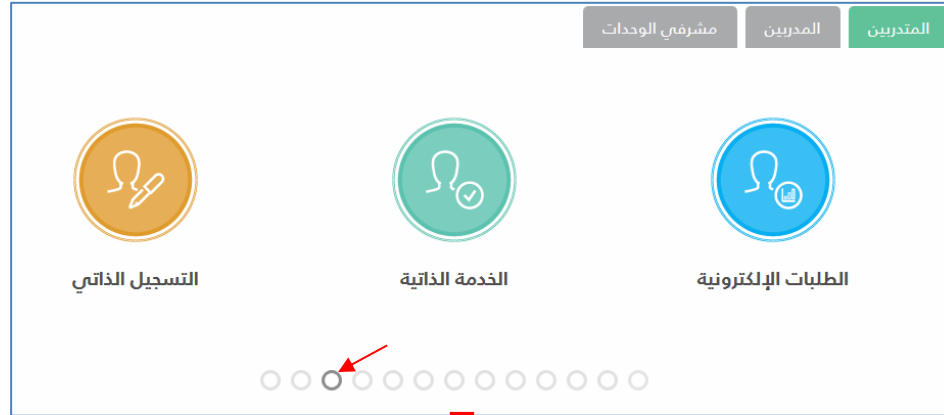 المتدربين
المدربين
مشرفي الوحدات
الطلبات الإلكترونية
الخدمة الذاتية
التسجيل الذاتي